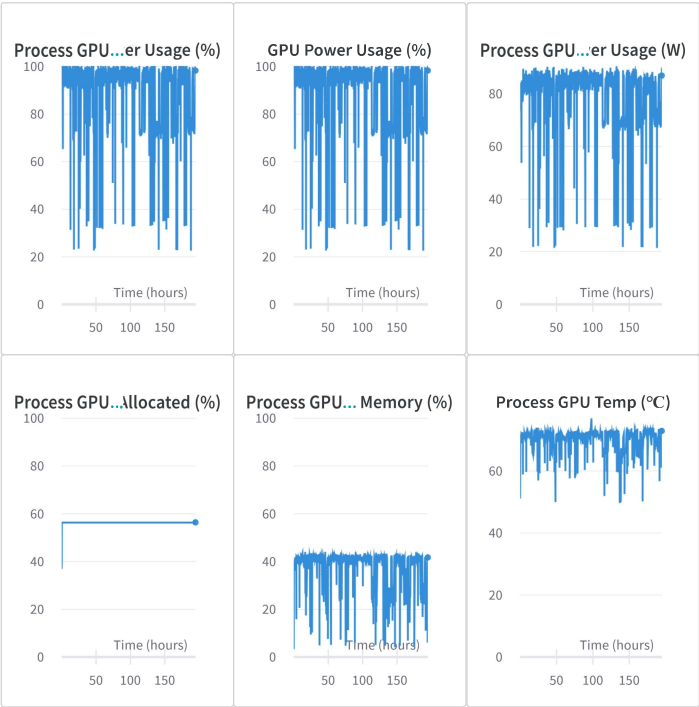 Process GPU...er Usage (%)
100
80
60
40
20
0
Time (hours)
50 100 150
GPU Power Usage (%)
100
80
60
40
20
0
Time (hours)
50 100 150
Process GPU...er Usage (W)
80
60
40
20
0
Time (hours)
50 100 150
Process GPU...Allocated (%)
100
80
60
40
20
0
Time (hours)
50 100 150
Process GPU... Memory (%)
100
80
60
40
20
0
Time (hours)
50 100 150
Process GPU Temp (℃)
60
40
20
0
Time (hours)
50 100 150